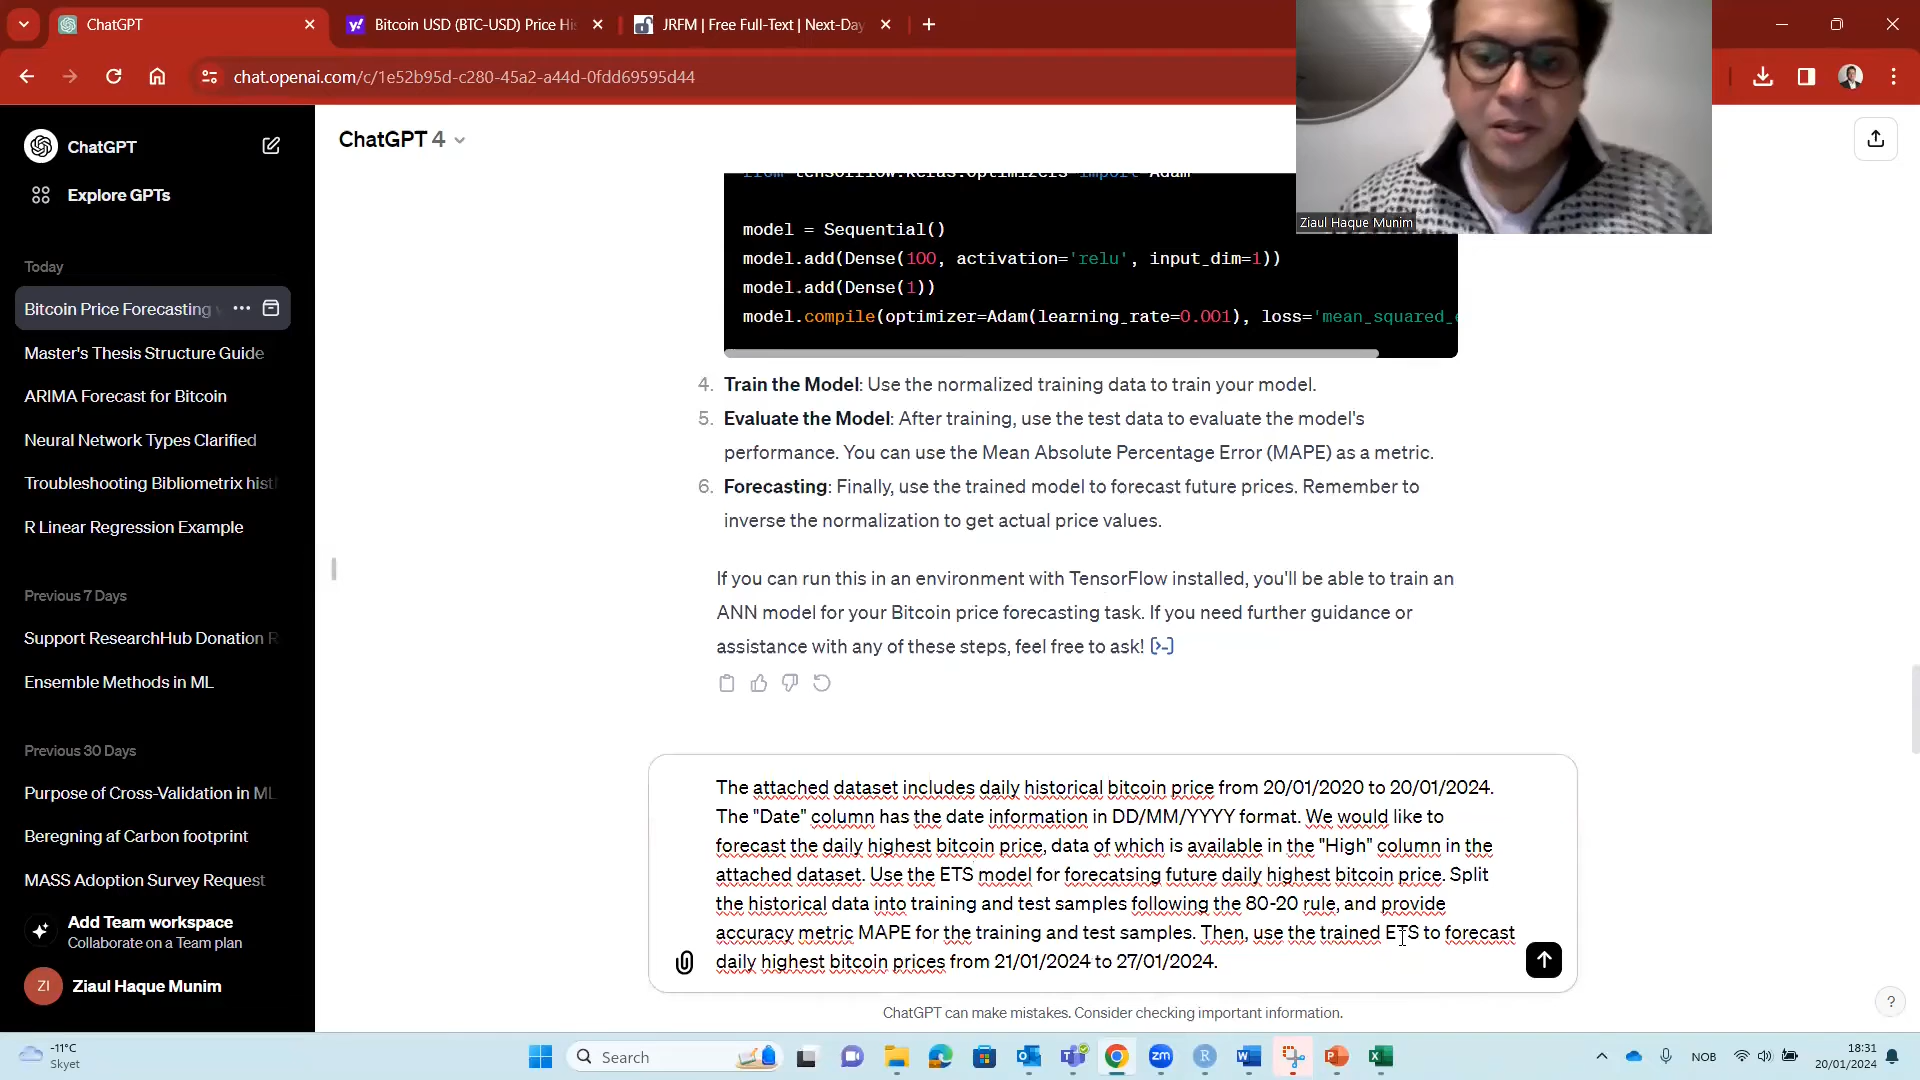 ChatGPT
Bitcoin USD (BTC-USD) Price Hi
JRFM | Free Full-Text | Next-Day
chat.openai.com/c/1e52b95d-c280-45a2-a44d-0fdd69595d44
Ziaul Haque Munim
ChatGPT
Explore GPTs
Today
Bitcoin Price Forecasting
Master's Thesis Structure Guide
ARIMA Forecast for Bitcoin
Neural Network Types Clarified
Troubleshooting Bibliometrix hist
R Linear Regression Example
Previous 7 Days
Support ResearchHub Donation R
Ensemble Methods in ML
Previous 30 Days
Purpose of Cross-Validation in ML
Beregning af Carbon footprint
MASS Adoption Survey Request
Add Team workspace
Collaborate on a Team plan
ZI
Ziaul Haque Munim
ChatGPT 4
from tensorflow.keras.optimizers import Adam
model = Sequential()
model.add(Dense(100, activation='relu', input_dim=1))
model.add(Dense(1))
model.compile(optimizer=Adam(learning_rate=0.001), loss='mean_squared_e
4. Train the Model: Use the normalized training data to train your model.
5. Evaluate the Model: After training, use the test data to evaluate the model's
performance. You can use the Mean Absolute Percentage Error (MAPE) as a metric.
6. Forecasting: Finally, use the trained model to forecast future prices. Remember to
inverse the normalization to get actual price values.
If you can run this in an environment with TensorFlow installed, you'll be able to train an
ANN model for your Bitcoin price forecasting task. If you need further guidance or
assistance with any of these steps, feel free to ask! [>-]
The attached dataset includes daily historical bitcoin price from 20/01/2020 to 20/01/2024.
The "Date" column has the date information in DD/MM/YYYY format. We would like to
forecast the daily highest bitcoin price, data of which is available in the "High" column in the
attached dataset. Use the ETS model for forecatsing future daily highest bitcoin price. Split
the historical data into training and test samples following the 80-20 rule, and provide
accuracy metric MAPE for the training and test samples. Then, use the trained ETS to forecast
daily highest bitcoin prices from 21/01/2024 to 27/01/2024.
ChatGPT can make mistakes. Consider checking important information.
?
-11°C
Skyet
Search
NOB
18:31
20/01/2024